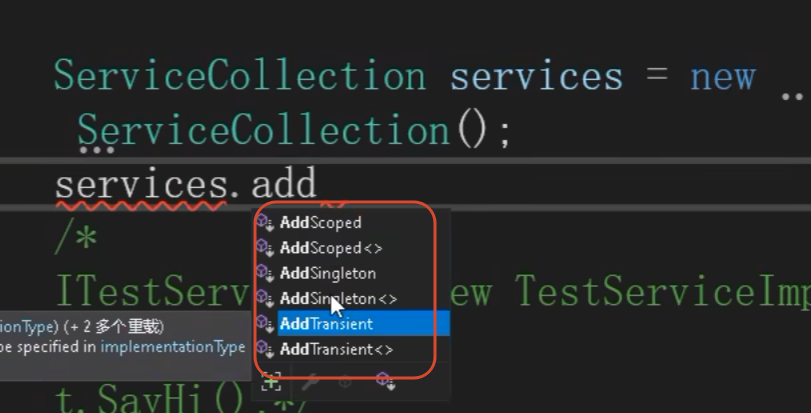 ServiceCollection services = new
ServiceCollection();
services.add
/*
AddScoped
AddScoped<>
AddSingleton
ITestServ ew TestServiceImp
AddSingleton<>
ionType) (+ 2 多个重载)
AddTransient
be specified in implementationType
AddTransient<>
t.SayHi();*/